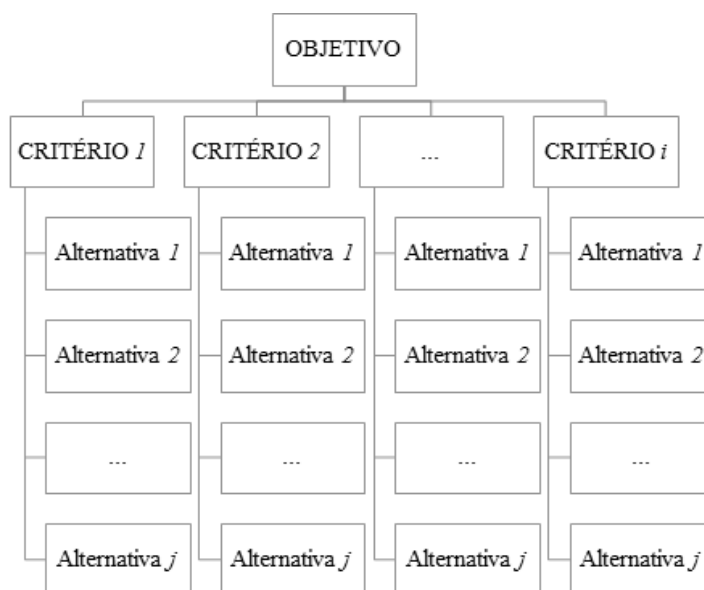 OBJETIVO
CRITÉRIO 1
CRITÉRIO 2
...
CRITÉRIO i
Alternativa 1
Alternativa 1
Alternativa 1
Alternativa 1
Alternativa 2
Alternativa 2
Alternativa 2
Alternativa 2
...
...
...
...
Alternativa j
Alternativa j
Alternativa j
Alternativa j